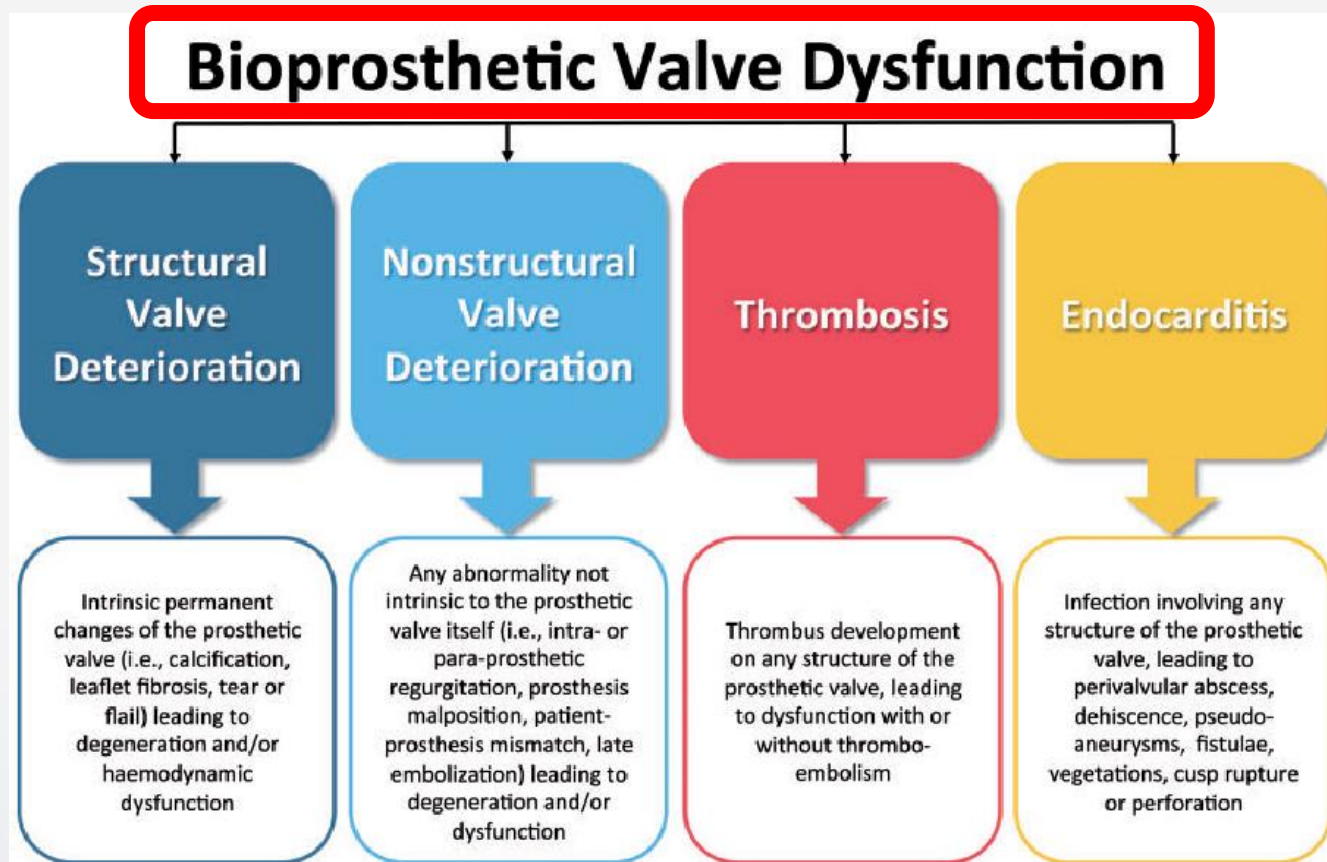 Bioprosthetic Valve Dysfunction
Structural
Valve
Deterioration
Nonstructural
Valve
Deterioration
Thrombosis
Endocarditis
Intrinsic permanent
changes of the prosthetic
valve (i.e., calcification,
leaflet fibrosis, tear or
flail) leading to
degeneration and/or
haemodynamic
dysfunction
Any abnormality not
intrinsic to the prosthetic
valve itself (i.e., intra- or
para-prosthetic
regurgitation, prosthesis
malposition, patient-
prosthesis mismatch, late
embolization) leading to
degeneration and/or
dysfunction
Thrombus development
on any structure of the
prosthetic valve, leading
to dysfunction with or
without thrombo-
embolism
Infection involving any
structure of the prosthetic
valve, leading to
perivalvular abscess,
dehiscence, pseudo-
aneurysms, fistulae,
vegetations, cusp rupture
or perforation